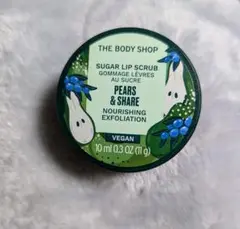 THE BODY SHOP
SUGAR LIP SCRUB
GOMMAGE LÈVRES
AU SUCRE
PEARS
& SHARE
NOURISHING
EXFOLIATION
VEGAN
10 ml 0.3 OZ (11 g)